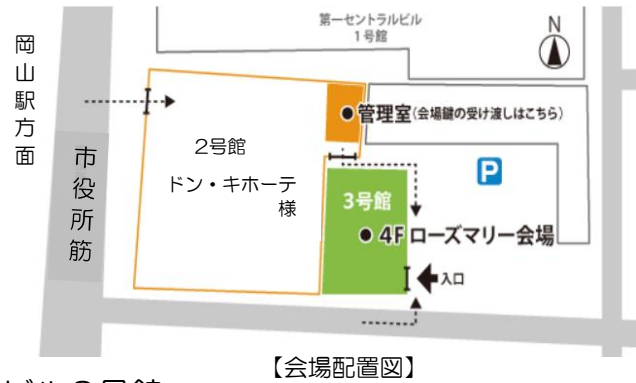 第一セントラルビル
1号館
N
岡山駅方面
管理室(会場鍵の受け渡しはこちら)
2号館
市役所筋
P
ドン・キホーテ
様
3号館
4F ローズマリー会場
入口
【会場配置図】